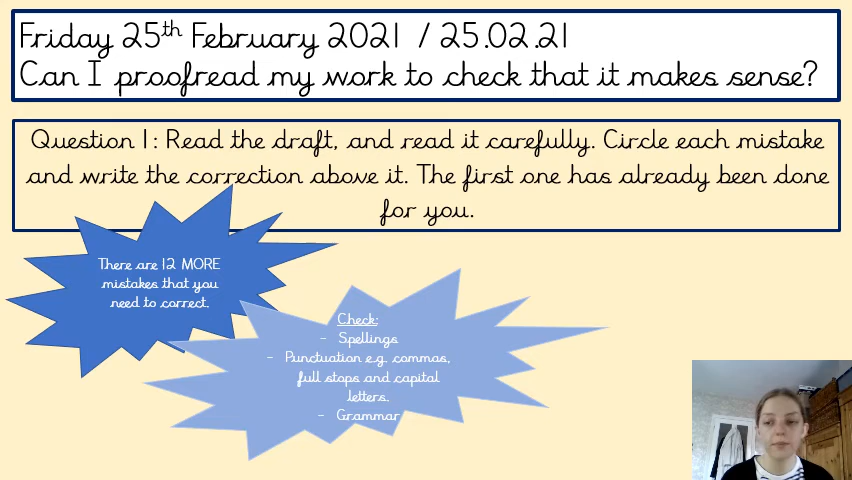 Friday 25th February 2021 / 25.02.21
Can I proofread my work to check that it makes sense?
Question 1: Read the draft, and read it carefully. Circle each mistake
and write the correction above it. The first one has already been done
for you.
There are 12 MORE
mistakes that you
need to correct.
Check:
- Spellings
- Punctuation e.g. commas,
full stops and capital
letters.
- Grammar